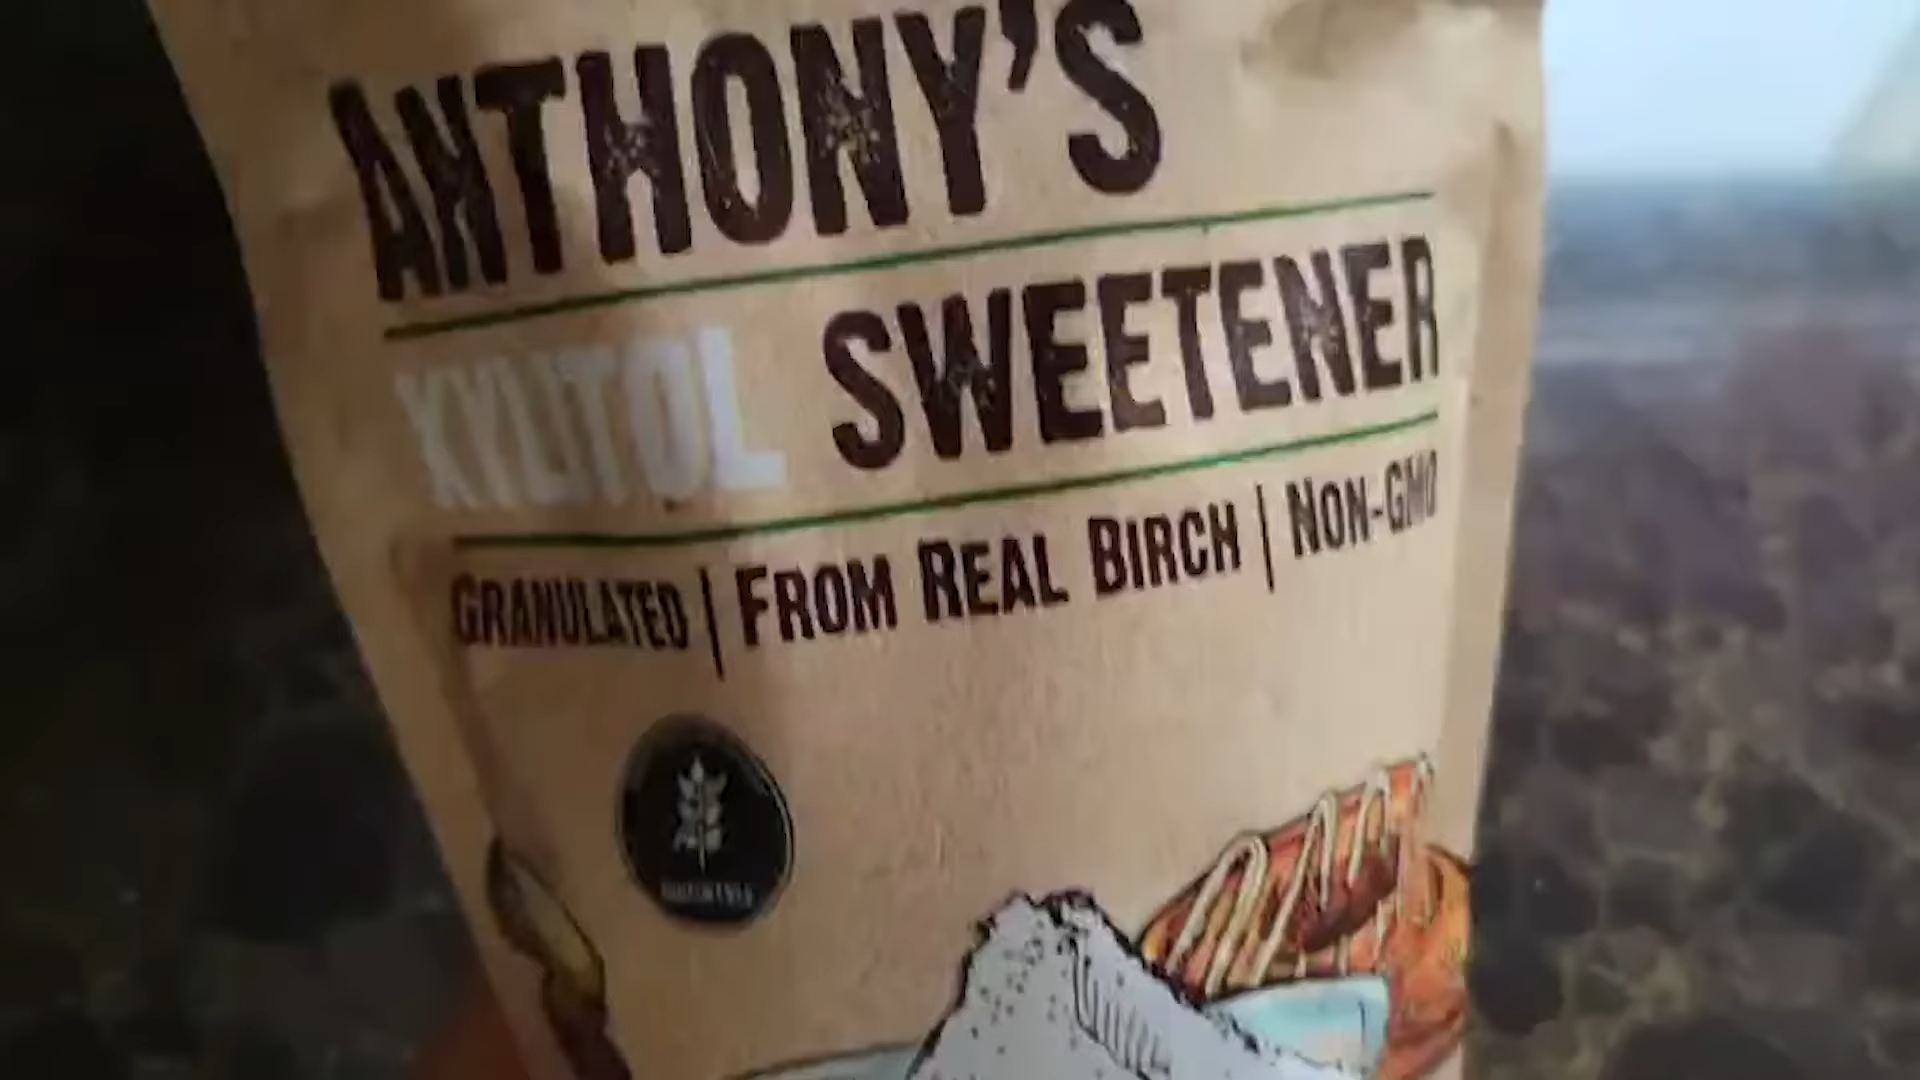 ANTHONY'S
XYLITOL SWEETENER
GRANULATED | FROM REAL BIRCH | NON-GMO